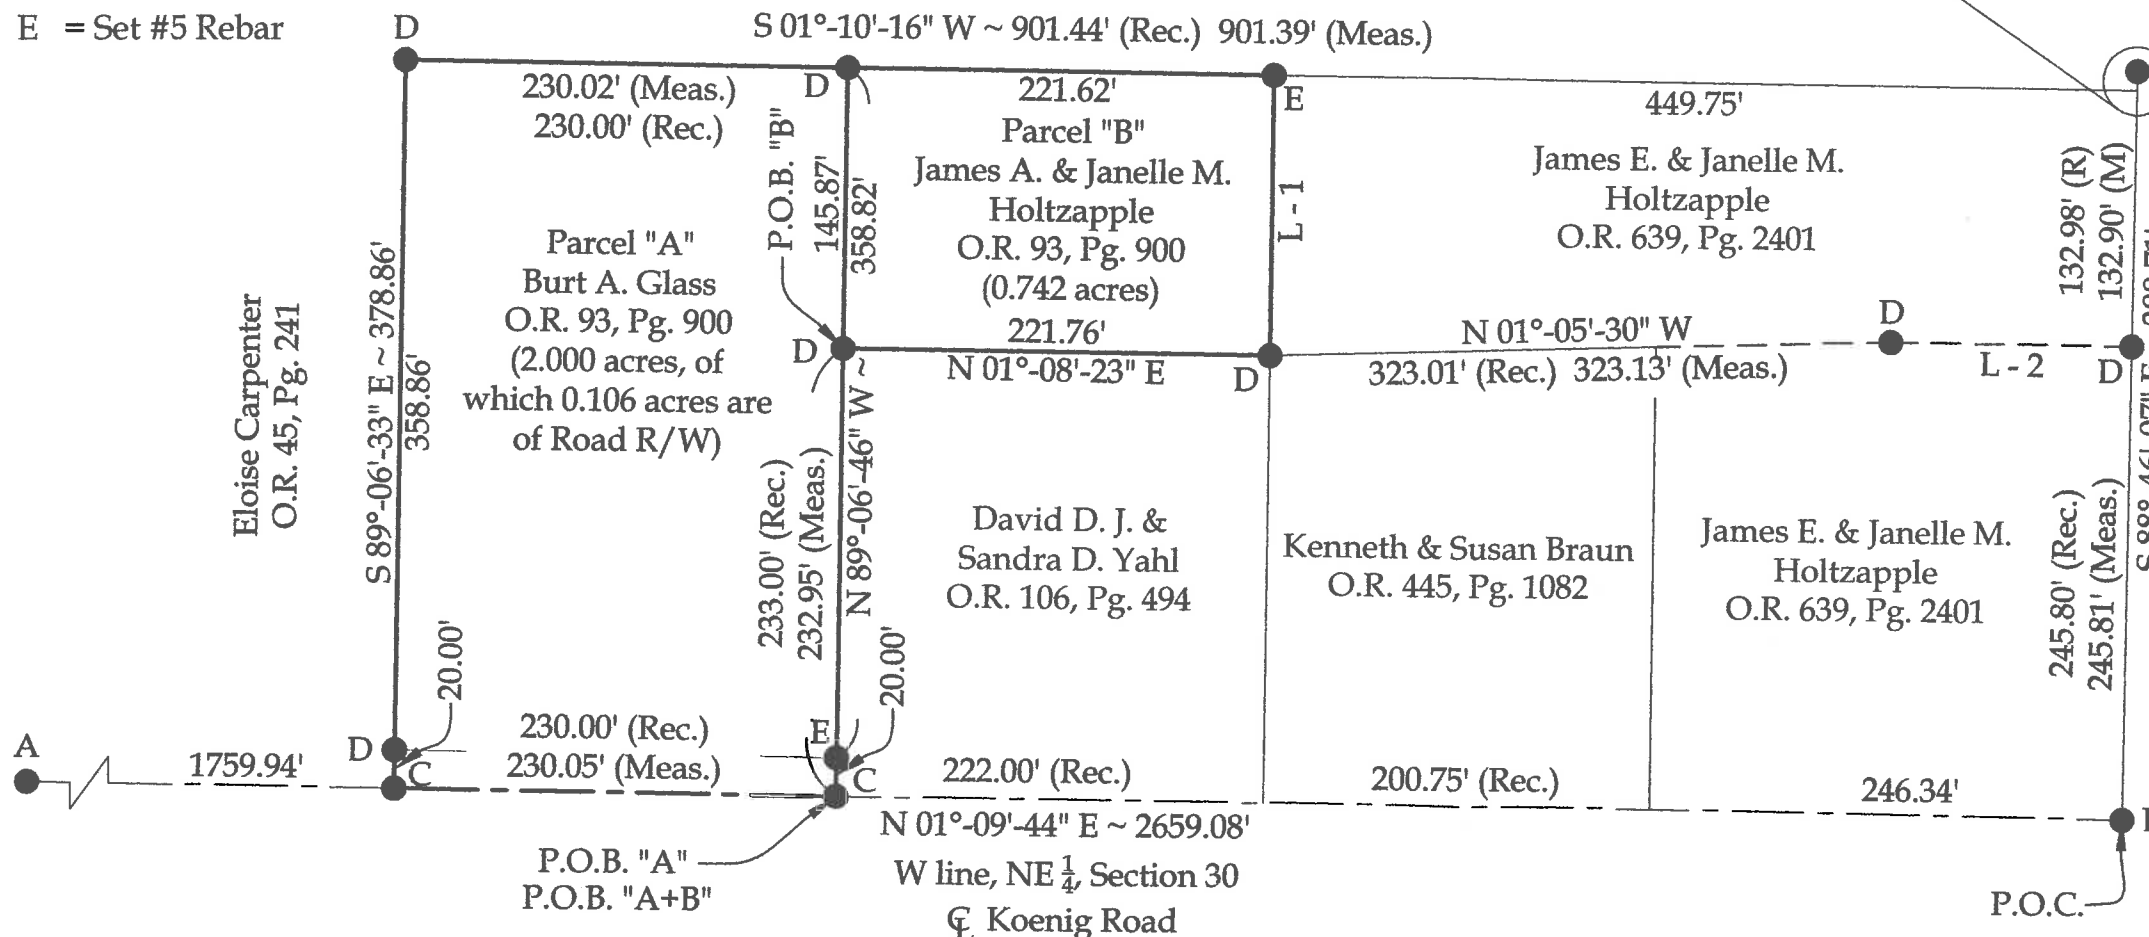 E = Set #5 Rebar
D
S 01°-10'-16" W ~ 901.44' (Rec.) 901.39' (Meas.)
230.02' (Meas.)
230.00' (Rec.)
D
221.62'
E
449.75'
Parcel "B"
James A. & Janelle M.
Holtzapple
O.R. 93, Pg. 900
(0.742 acres)
James E. & Janelle M.
Holtzapple
O.R. 639, Pg. 2401
132.98' (R)
132.90' (M)
P.O.B. "B"
145.87'
358.82'
L - 1
Parcel "A"
Burt A. Glass
O.R. 93, Pg. 900
(2.000 acres, of
which 0.106 acres are
of Road R/W)
Eloise Carpenter
O.R. 45, Pg. 241
S 89°-06'-33" E ~ 378.86'
358.86'
D
221.76'
N 01°-08'-23" E
D
N 01°-05'-30" W
323.01' (Rec.) 323.13' (Meas.)
D
L - 2
D
233.00' (Rec.)
232.95' (Meas.)
N 89°-06'-46" W ~
David D. J. &
Sandra D. Yahl
O.R. 106, Pg. 494
Kenneth & Susan Braun
O.R. 445, Pg. 1082
James E. & Janelle M.
Holtzapple
O.R. 639, Pg. 2401
245.80' (Rec.)
245.81' (Meas.)
20.00'
20.00'
A
1759.94'
D
C
230.00' (Rec.)
230.05' (Meas.)
E
C
222.00' (Rec.)
200.75' (Rec.)
246.34'
N 01°-09'-44" E ~ 2659.08'
W line, NE 1/4, Section 30
℄ Koenig Road
P.O.B. "A"
P.O.B. "A+B"
P.O.C.